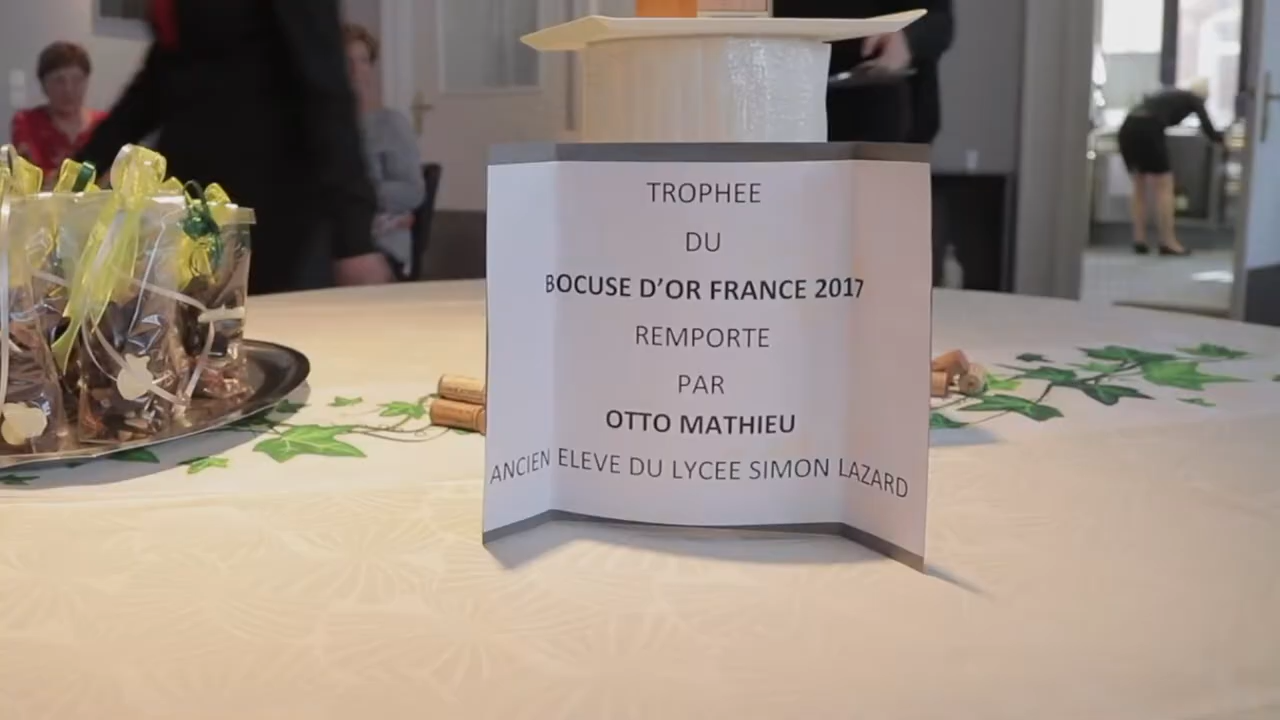 TROPHEE
DU
BOCUSE D'OR FRANCE 2017
REMPORTE
PAR
OTTO MATHIEU
ANCIEN ELEVE DU LYCEE SIMON LAZARD